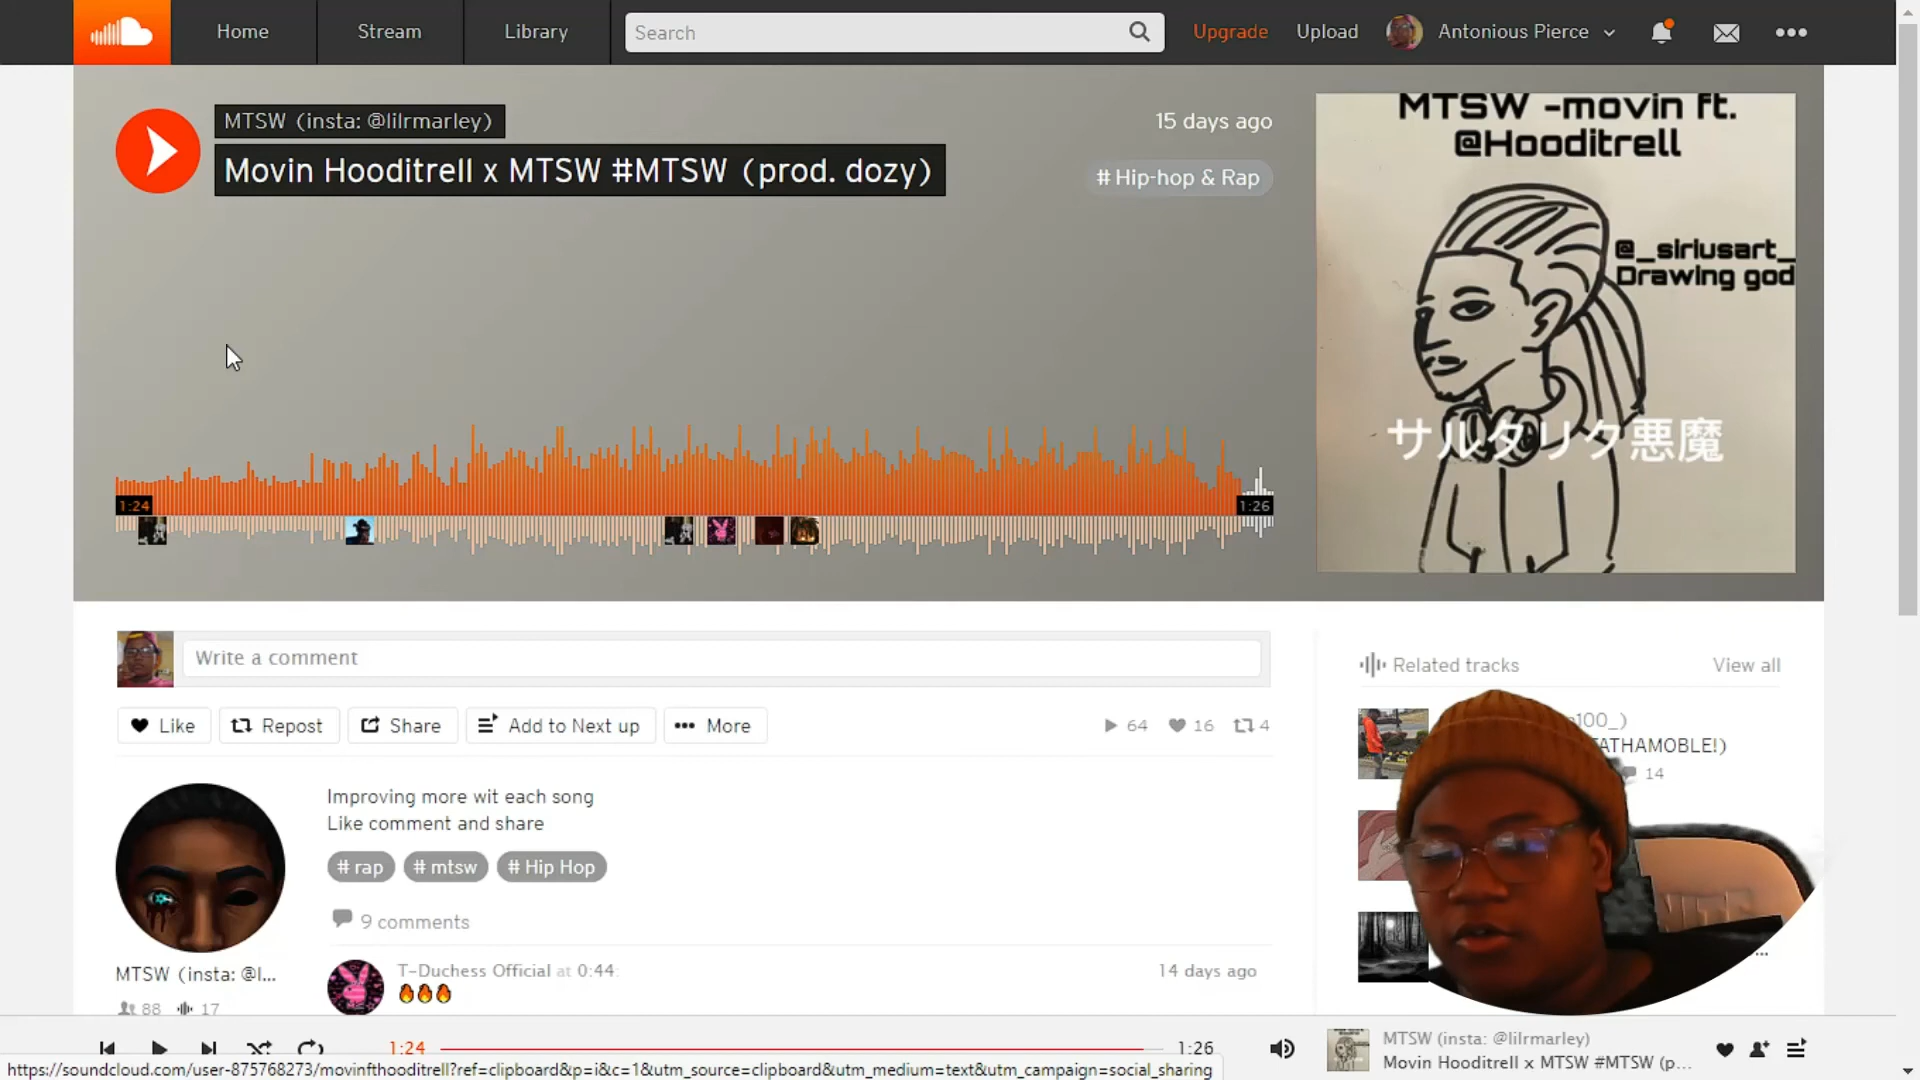 Home
Stream
Library
Search
Upgrade
Upload
Antonious Pierce
MTSW (insta: @lilrmarley)
Movin Hooditrell x MTSW #MTSW (prod. dozy)
15 days ago
# Hip-hop & Rap
MTSW -movin ft.
@Hooditrell
@_siriusart_
Drawing god
サルタリタ悪魔
1:24
1:26
Write a comment
Like
Repost
Share
Add to Next up
More
64
16
4
Related tracks
View all
100_)
ATHAMOBLE!)
14
Improving more wit each song
Like comment and share
# rap
# mtsw
# Hip Hop
9 comments
MTSW (insta: @l...
88
17
T-Duchess Official at 0:44:
14 days ago
🔥🔥🔥
1:24
1:26
MTSW (insta: @lilrmarley)
Movin Hooditrell x MTSW #MTSW (p...
https://soundcloud.com/user-875768273/movinfthooditrell?ref=clipboard&p=i&c=1&utm_source=clipboard&utm_medium=text&utm_campaign=social_sharing